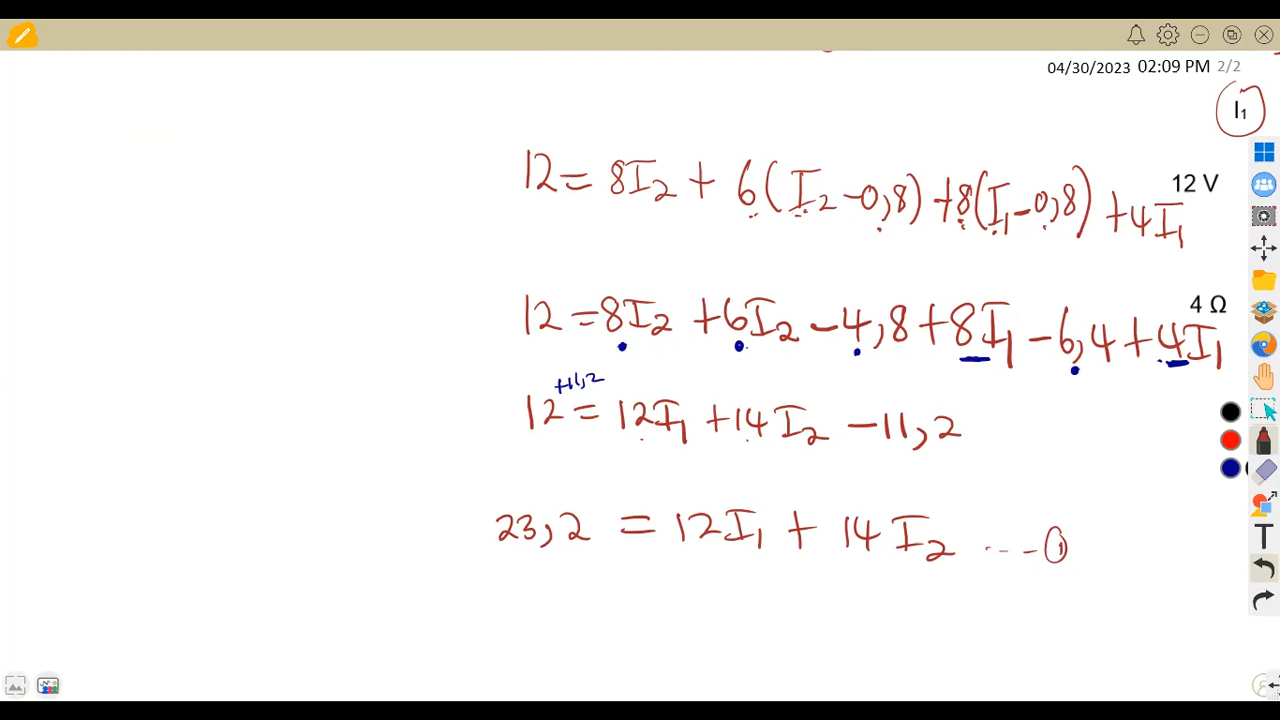 04/30/2023 02:09 PM 2/2
I₁
12 = 8I₂ + 6(I₂ - 0,8) + 8(I₁ - 0,8) + 4I₁
12 V
12 = 8I₂ + 6I₂ - 4,8 + 8I₁ - 6,4 + 4I₁
4 Ω
+11,2
12 = 12I₁ + 14I₂ - 11,2
23,2 = 12I₁ + 14I₂ ---- ①
T